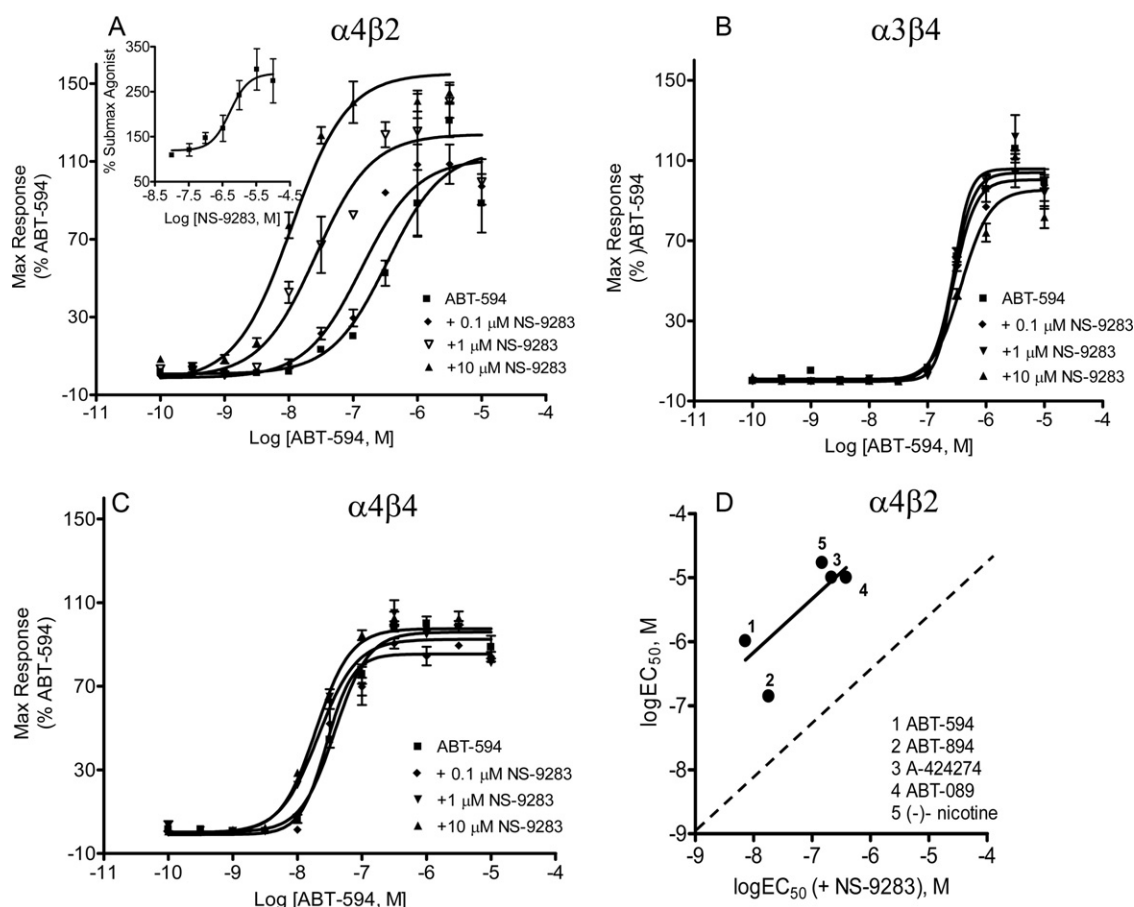 A
α4β2
% Submax Agonist
350
250
150
50
-8.5
-7.5
-6.5
-5.5
-4.5
Log [NS-9283, M]
Max Response
(% ABT-594)
150
110
70
30
-10
ABT-594
+ 0.1 μM NS-9283
+1 μM NS-9283
+10 μM NS-9283
-11
-10
-9
-8
-7
-6
-5
-4
Log [ABT-594, M]
B
α3β4
Max Response
(% )ABT-594
150
110
70
30
-10
ABT-594
+ 0.1 μM NS-9283
+1 μM NS-9283
+10 μM NS-9283
-11
-10
-9
-8
-7
-6
-5
-4
Log [ABT-594, M]
C
α4β4
Max Response
(% ABT-594)
150
110
70
30
-10
ABT-594
+ 0.1 μM NS-9283
+1 μM NS-9283
+10 μM NS-9283
-11
-10
-9
-8
-7
-6
-5
-4
Log [ABT-594, M]
D
α4β2
logEC50, M
-4
-5
-6
-7
-8
-9
5
3
4
1
2
1 ABT-594
2 ABT-894
3 A-424274
4 ABT-089
5 (-)- nicotine
-9
-8
-7
-6
-5
-4
logEC50 (+ NS-9283), M